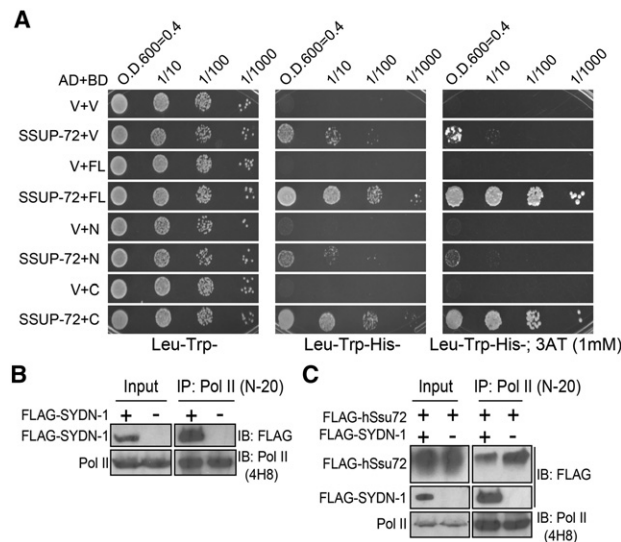 A
O.D.600=0.4 1/10 1/100 1/1000 O.D.600=0.4 1/10 1/100 1/1000 O.D.600=0.4 1/10 1/100 1/1000
AD+BD
V+V
SSUP-72+V
V+FL
SSUP-72+FL
V+N
SSUP-72+N
V+C
SSUP-72+C
Leu-Trp- Leu-Trp-His- Leu-Trp-His-; 3AT (1mM)
B
Input IP: Pol II (N-20)
FLAG-SYDN-1 + - + -
FLAG-SYDN-1 IB: FLAG
Pol II IB: Pol II
(4H8)
C
Input IP: Pol II (N-20)
FLAG-hSsu72 + + + +
FLAG-SYDN-1 + - + -
FLAG-hSsu72
IB: FLAG
FLAG-SYDN-1
Pol II IB: Pol II
(4H8)